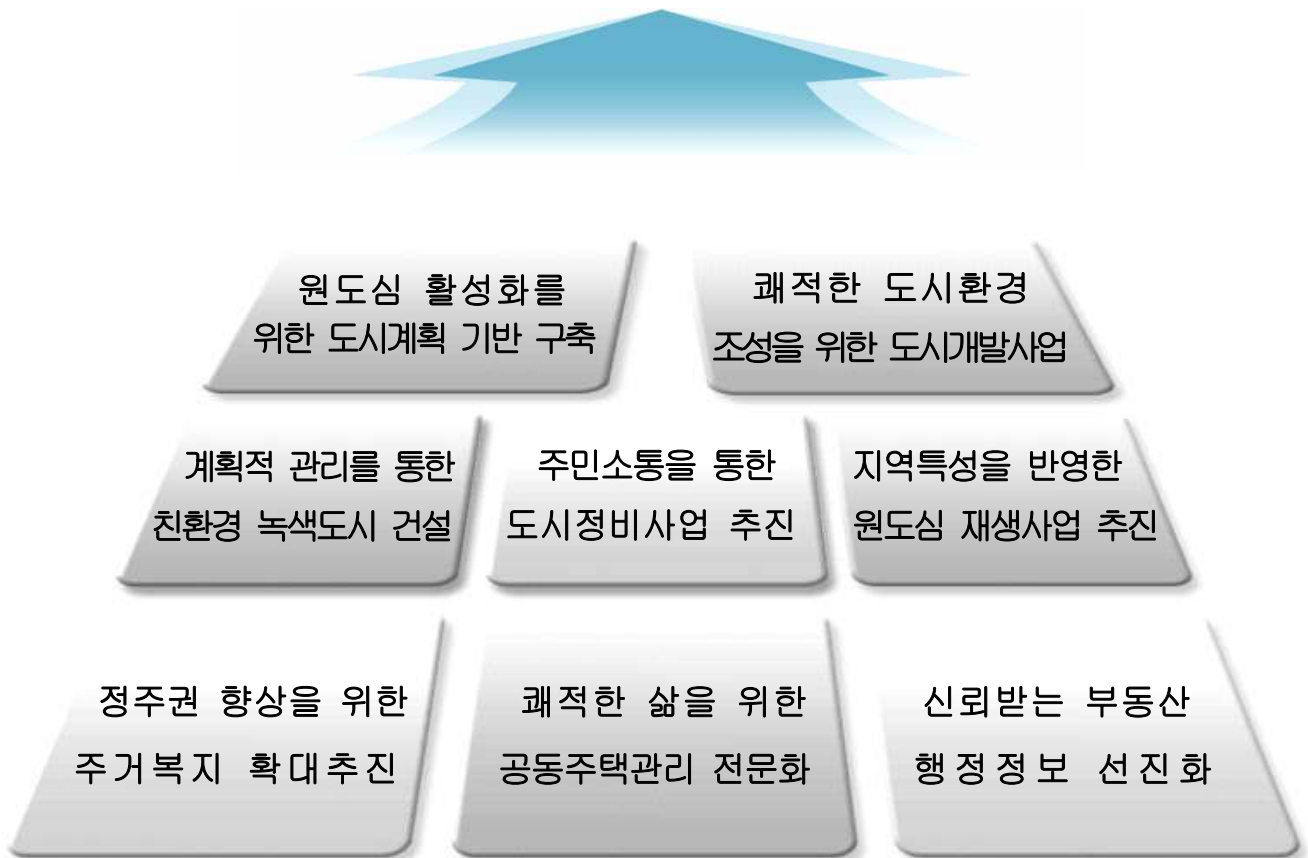 원도심 활성화를
위한 도시계획 기반 구축
쾌적한 도시환경
조성을 위한 도시개발사업
계획적 관리를 통한
친환경 녹색도시 건설
주민소통을 통한
도시정비사업 추진
지역특성을 반영한
원도심 재생사업 추진
정주권 향상을 위한
주거복지 확대추진
쾌적한 삶을 위한
공동주택관리 전문화
신뢰받는 부동산
행정정보 선진화